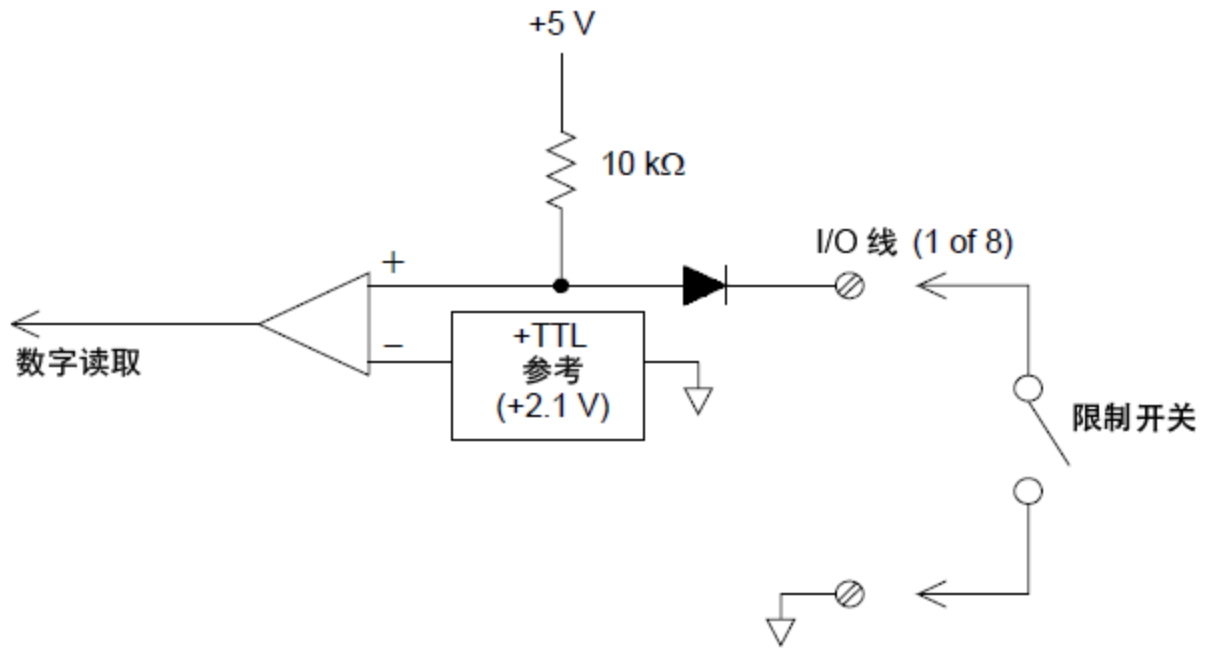 +5 V
10 kΩ
I/O 线 (1 of 8)
+
−
+TTL
参考
(+2.1 V)
数字读取
限制开关